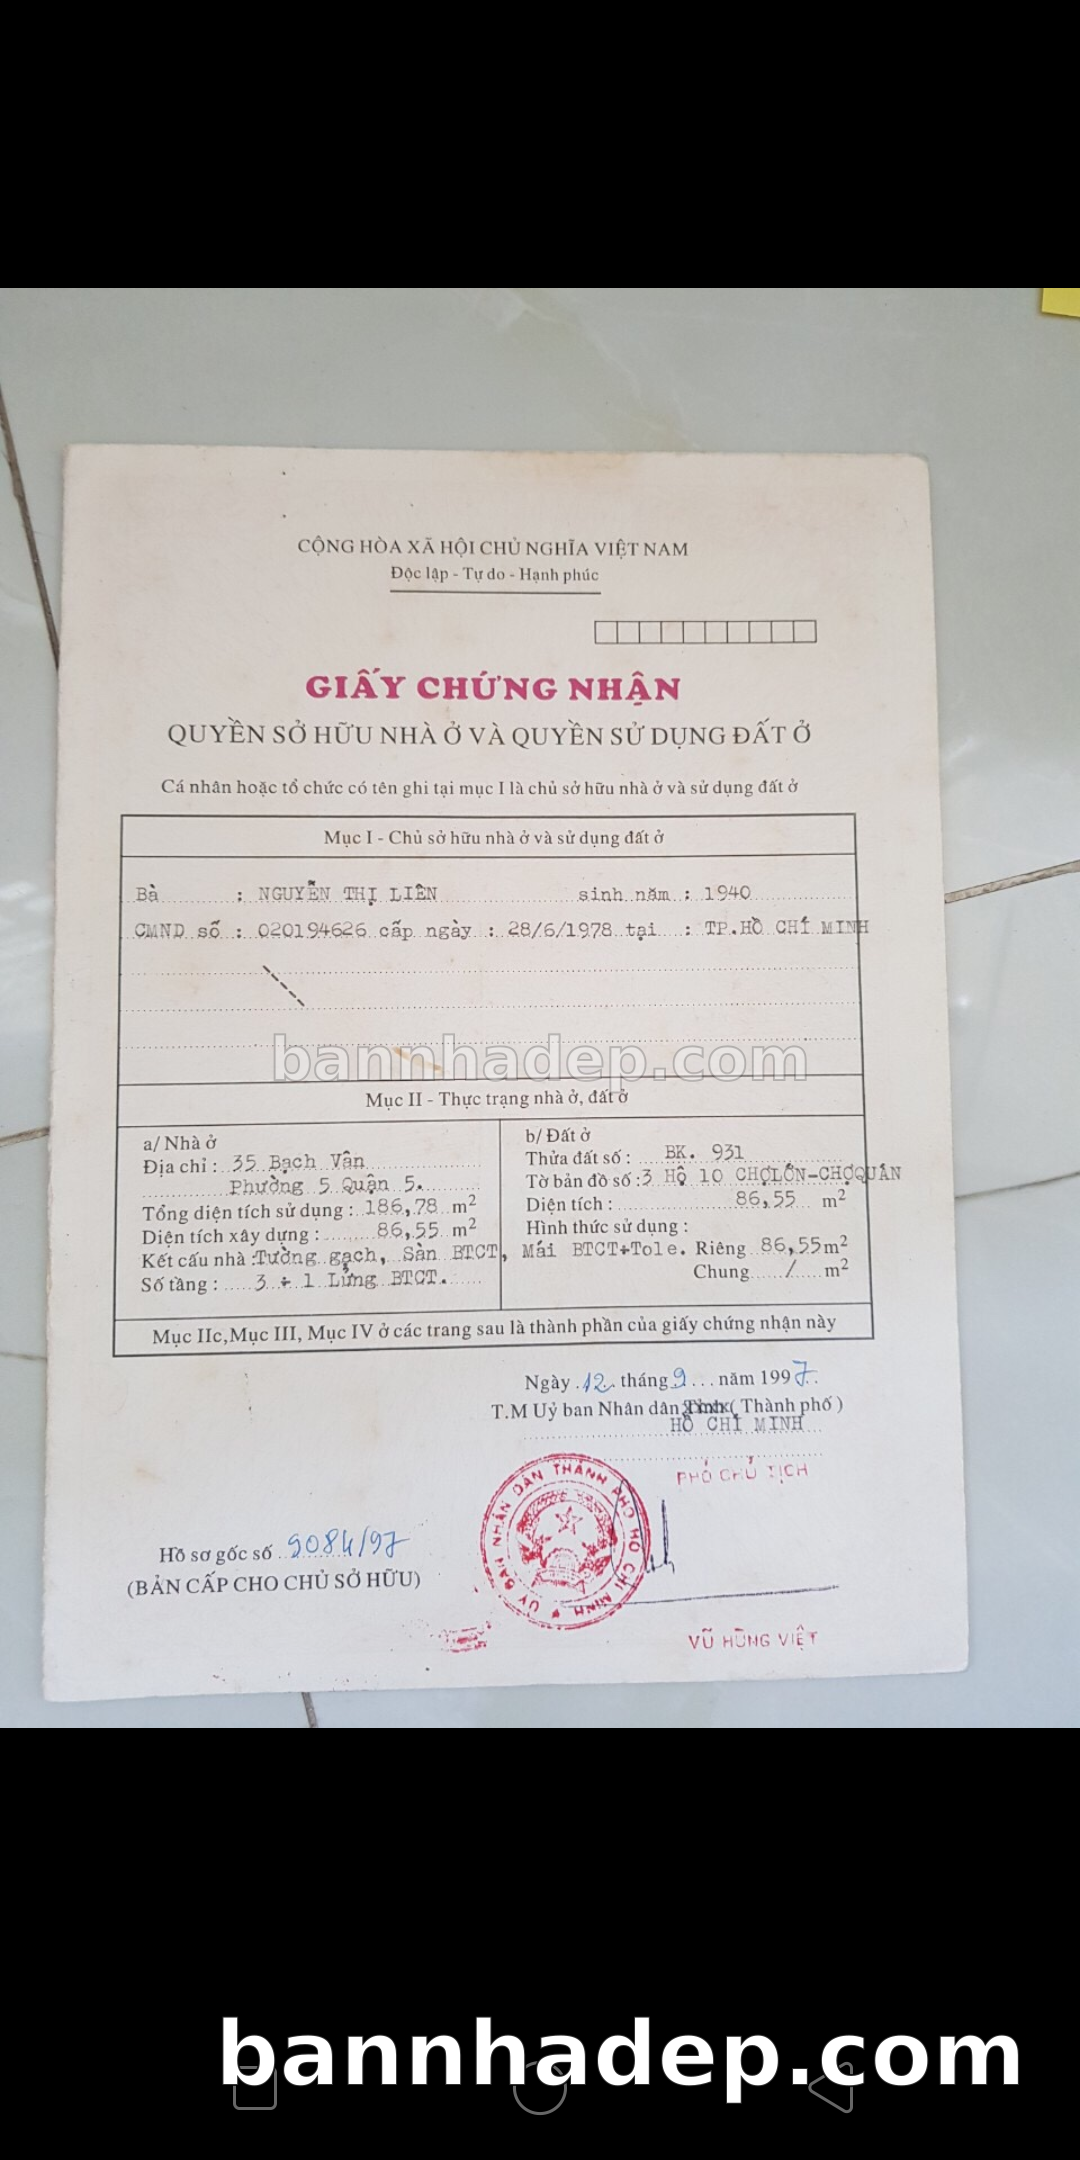 CỘNG HÒA XÃ HỘI CHỦ NGHĨA VIỆT NAM
Độc lập - Tự do - Hạnh phúc
GIẤY CHỨNG NHẬN
QUYỀN SỞ HỮU NHÀ Ở VÀ QUYỀN SỬ DỤNG ĐẤT Ở
Cá nhân hoặc tổ chức có tên ghi tại mục I là chủ sở hữu nhà ở và sử dụng đất ở
Mục I - Chủ sở hữu nhà ở và sử dụng đất ở
Bà : NGUYỄN THỊ LIÊN sinh năm : 1940
CMND số : 020194626 cấp ngày : 28/6/1978 tại : TP.HỒ CHÍ MINH
bannhadep.com
Mục II - Thực trạng nhà ở, đất ở
a/ Nhà ở
Địa chỉ : 35 Bạch Vân
Phường 5 Quận 5.
Tổng diện tích sử dụng : 186,78 m²
Diện tích xây dựng : 86,55 m²
Kết cấu nhà : Tường gạch, Sàn BTCT, Mái BTCT+Tole.
Số tầng : 3 + 1 Lửng BTCT.
b/ Đất ở
Thửa đất số : BK. 931
Tờ bản đồ số : 3 Hộ 10 CHỢLỚN-CHỢQUÁN
Diện tích : 86,55 m²
Hình thức sử dụng :
Riêng 86,55m²
Chung / m²
Mục IIc,Mục III, Mục IV ở các trang sau là thành phần của giấy chứng nhận này
Ngày 12 tháng 9 năm 1997
T.M Uỷ ban Nhân dân Tỉnh ( Thành phố )
HỒ CHÍ MINH
PHÓ CHỦ TỊCH
ỦY BAN NHÂN DÂN THÀNH PHỐ HỒ CHÍ MINH
Hồ sơ gốc số 9084/97
(BẢN CẤP CHO CHỦ SỞ HỮU)
VŨ HÙNG VIỆT
bannhadep.com